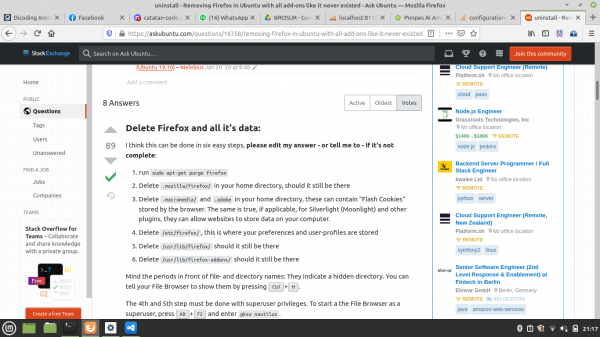 uninstall - Removing Firefox in Ubuntu with all add-ons like it never existed - Ask Ubuntu — Mozilla Firefox
Dicoding Indo
Facebook
catalan-code
(16) WhatsApp
BROSUR - Goo
localhost:811
Ponpes Al Am
configuration
uninstall - Rem
https://askubuntu.com/questions/16758/removing-firefox-in-ubuntu-with-all-add-ons-like-it-never-existed
StackExchange
Search on Ask Ubuntu…
Join this community
Home
PUBLIC
Questions
Tags
Users
Unanswered
FIND A JOB
Jobs
Companies
TEAMS
Stack Overflow for Teams – Collaborate and share knowledge with a private group.
Free
Create a free Team
(Ubuntu 19.10) – Meletius Jan 20 '20 at 9:46
Add a comment
8 Answers
Active
Oldest
Votes
89
Delete Firefox and all it's data:
I think this can be done in six easy steps, please edit my answer - or tell me to - if it's not
complete:
1. run sudo apt-get purge firefox
2. Delete .mozilla/firefox/ in your home directory, should it still be there
3. Delete .macromedia/ and .adobe in your home directory, these can contain "Flash Cookies"
stored by the browser. The same is true, if applicable, for Silverlight (Moonlight) and other
plugins, they can allow websites to store data on your computer.
4. Delete /etc/firefox/, this is where your preferences and user-profiles are stored
5. Delete /usr/lib/firefox/ should it still be there
6. Delete /usr/lib/firefox-addons/ should it still be there
Mind the periods in front of file- and directory names: They indicate a hidden directory. You can
tell your File Browser to show them by pressing Ctrl + H.
The 4th and 5th step must be done with superuser privileges. To start the File Browser as a
superuser, press Alt + F2 and enter gksu nautilus.
Cloud Support Engineer (Remote)
Platform.sh No office location
REMOTE
cloud paas
Node.js Engineer
Grassroots Technologies, Inc
No office location
$140K - $180K REMOTE
node.js jenkins
Backend Server Programmer / Full
Stack Engineer
kwalee Ltd No office location
REMOTE
python server
Cloud Support Engineer (Remote,
New Zealand)
Platform.sh No office location
REMOTE
symfony2 linux
Senior Software Engineer (2nd
Level Response & Enablement) at
Fintech in Berlin
Elinvar GmbH Berlin, Germany
REMOTE RELOCATION
java amazon-web-services
21:17